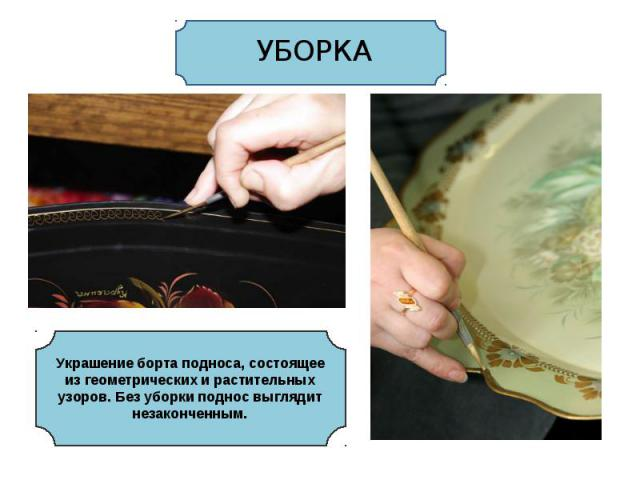 УБОРКА
Украшение борта подноса, состоящее
из геометрических и растительных
узоров. Без уборки поднос выглядит
незаконченным.